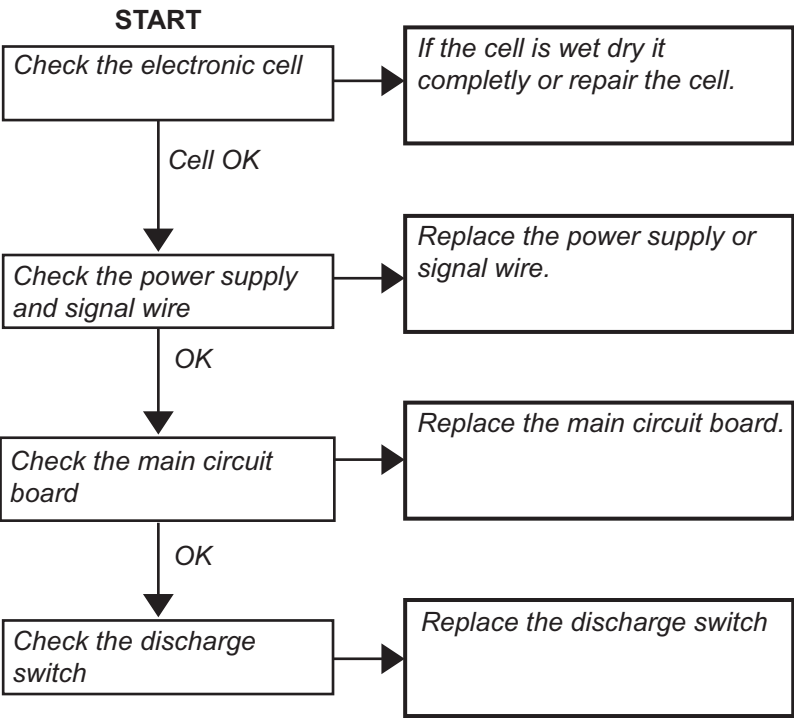 START
Check the electronic cell
If the cell is wet dry it
completly or repair the cell.
Cell OK
Check the power supply
and signal wire
Replace the power supply or
signal wire.
OK
Check the main circuit
board
Replace the main circuit board.
OK
Check the discharge
switch
Replace the discharge switch